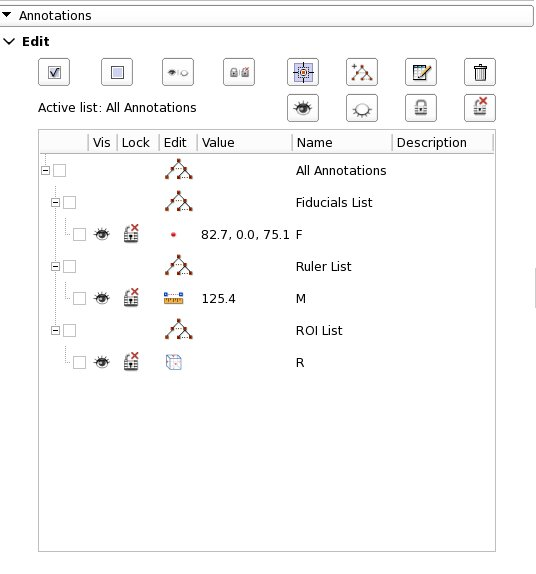 Annotations
Edit
Active list: All Annotations
Vis Lock Edit Value Name Description
All Annotations
Fiducials List
82.7, 0.0, 75.1 F
Ruler List
125.4 M
ROI List
R